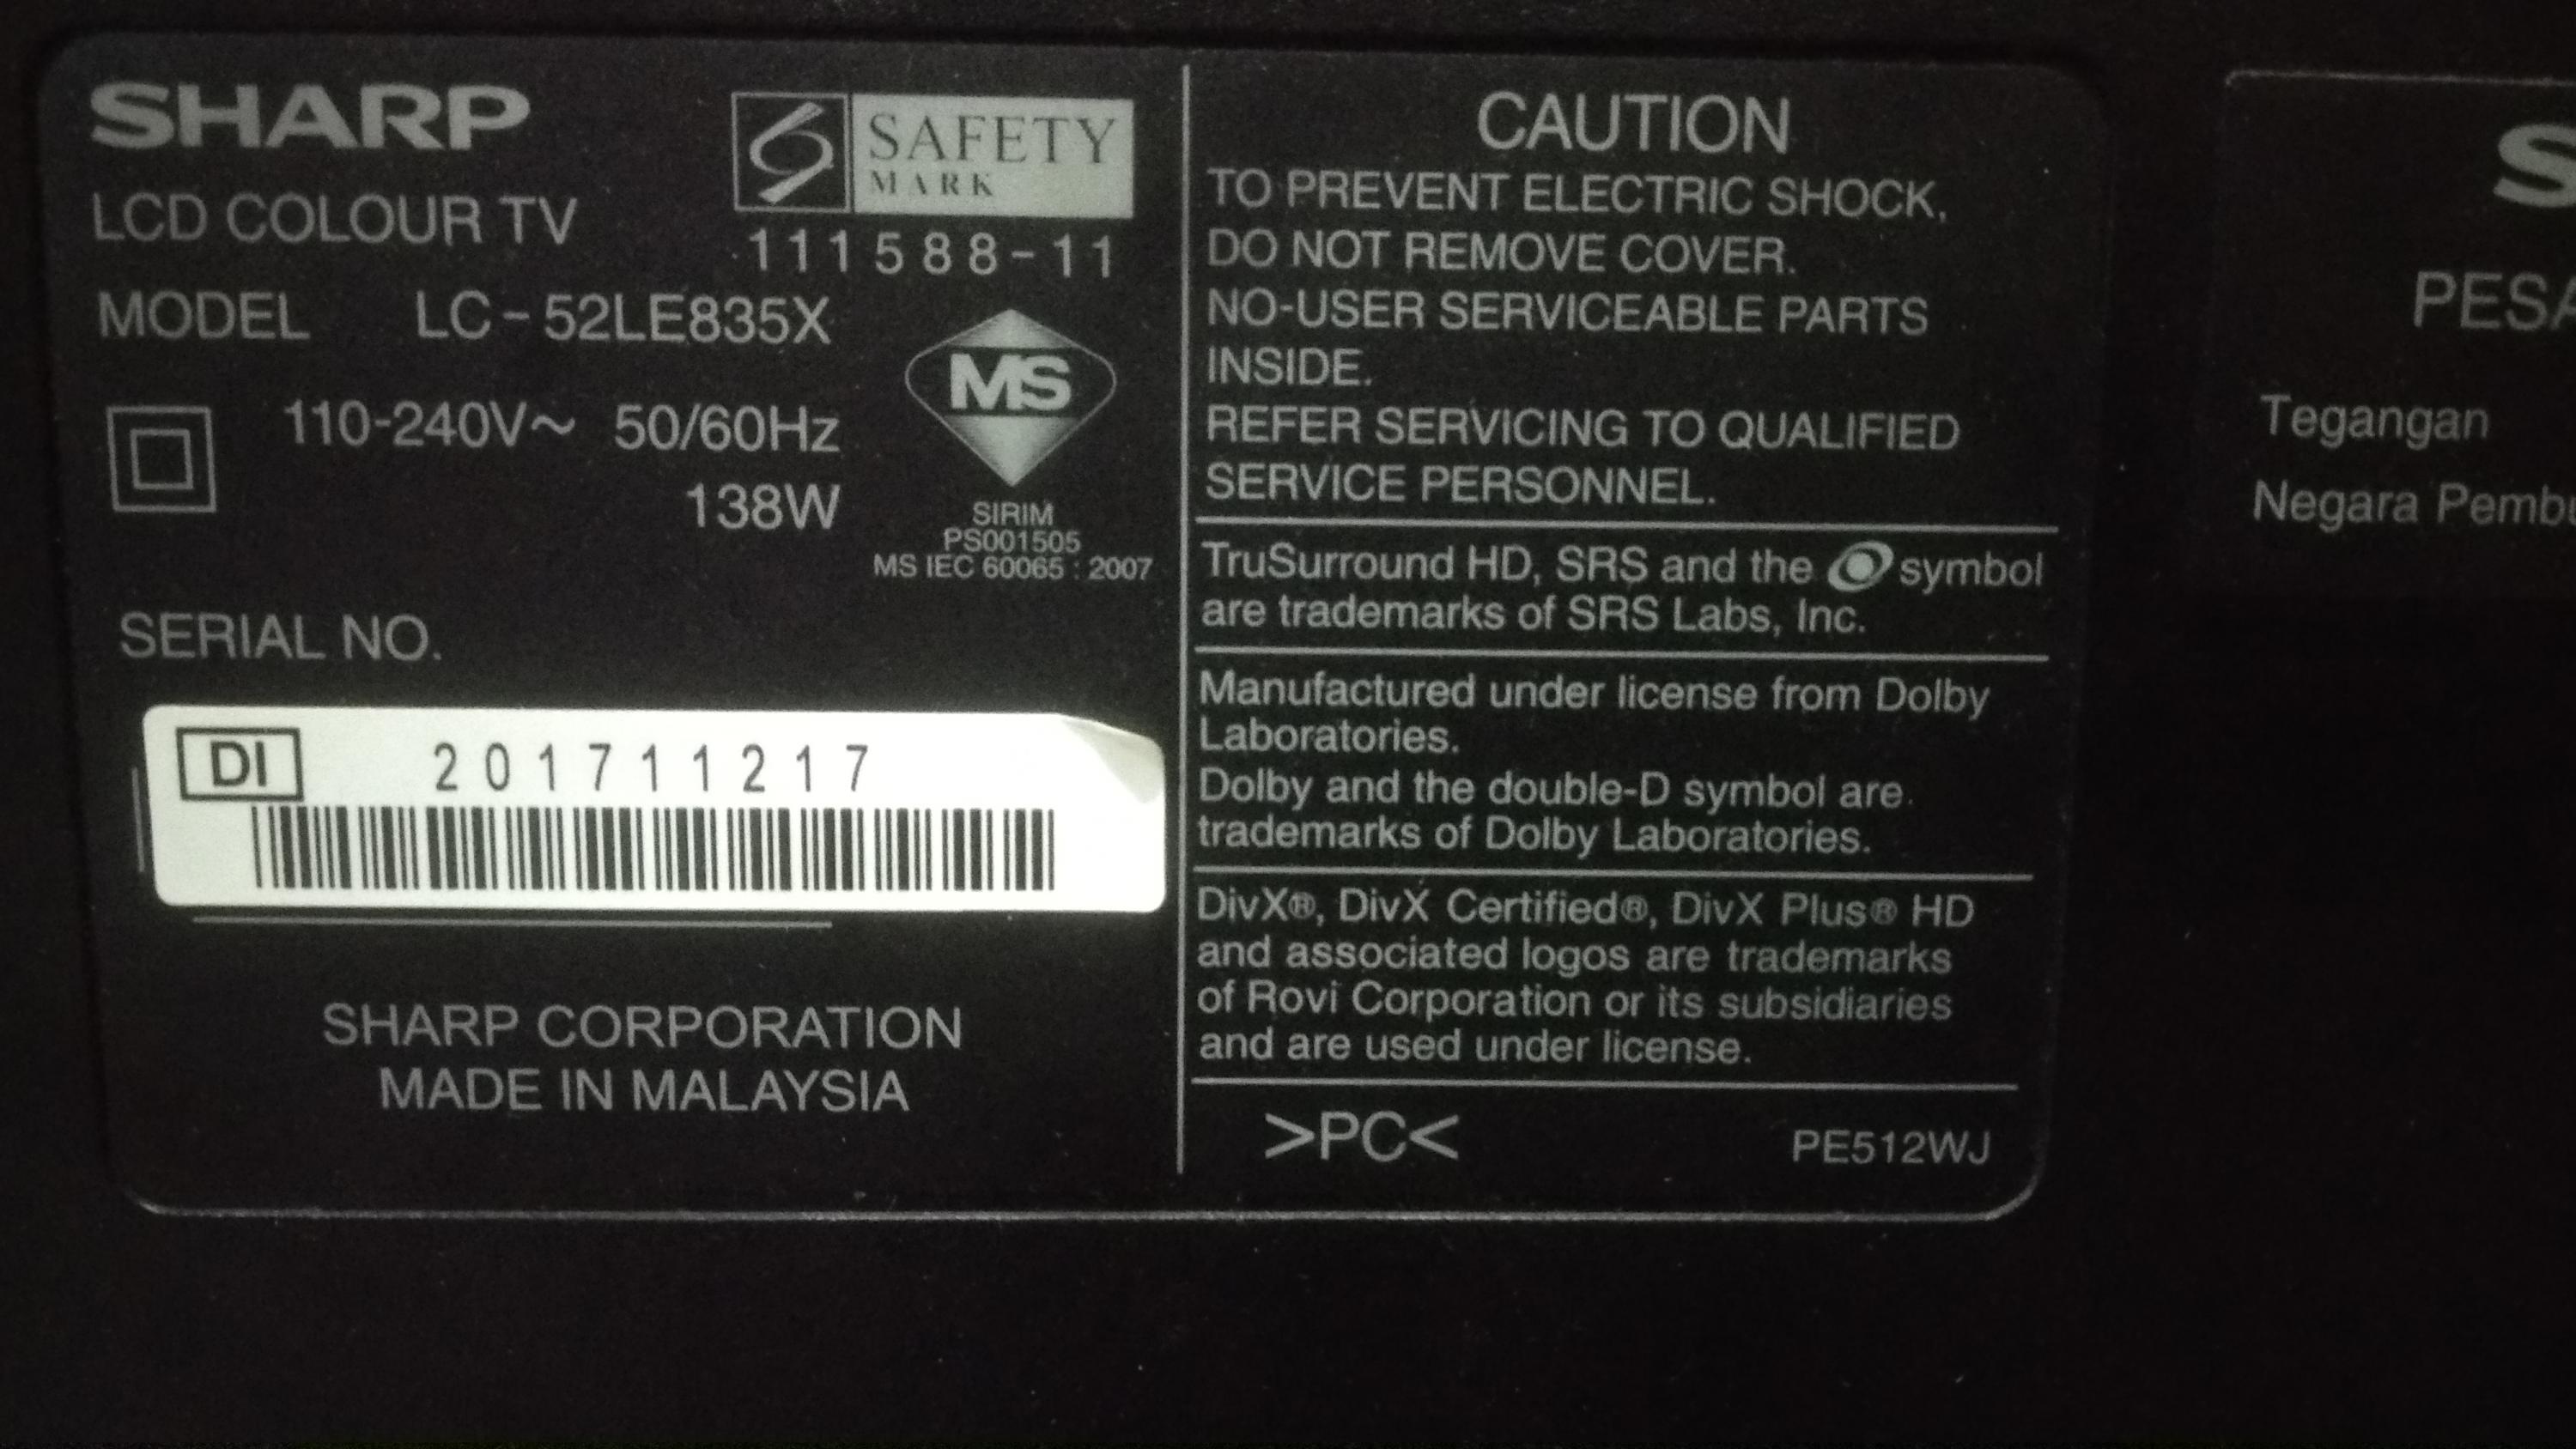 SHARP
LCD COLOUR TV
MODEL LC-52LE835X
110-240V~ 50/60Hz
138W
SAFETY
MARK
111588-11
MS
SIRIM
PS001505
MS IEC 60065 : 2007
SERIAL NO.
DI 201711217
SHARP CORPORATION
MADE IN MALAYSIA
CAUTION
TO PREVENT ELECTRIC SHOCK,
DO NOT REMOVE COVER.
NO-USER SERVICEABLE PARTS
INSIDE.
REFER SERVICING TO QUALIFIED
SERVICE PERSONNEL.
TruSurround HD, SRS and the symbol
are trademarks of SRS Labs, Inc.
Manufactured under license from Dolby
Laboratories.
Dolby and the double-D symbol are
trademarks of Dolby Laboratories.
DivX®, DivX Certified®, DivX Plus® HD
and associated logos are trademarks
of Rovi Corporation or its subsidiaries
and are used under license.
>PC< PE512WJ
Tegangan
Negara